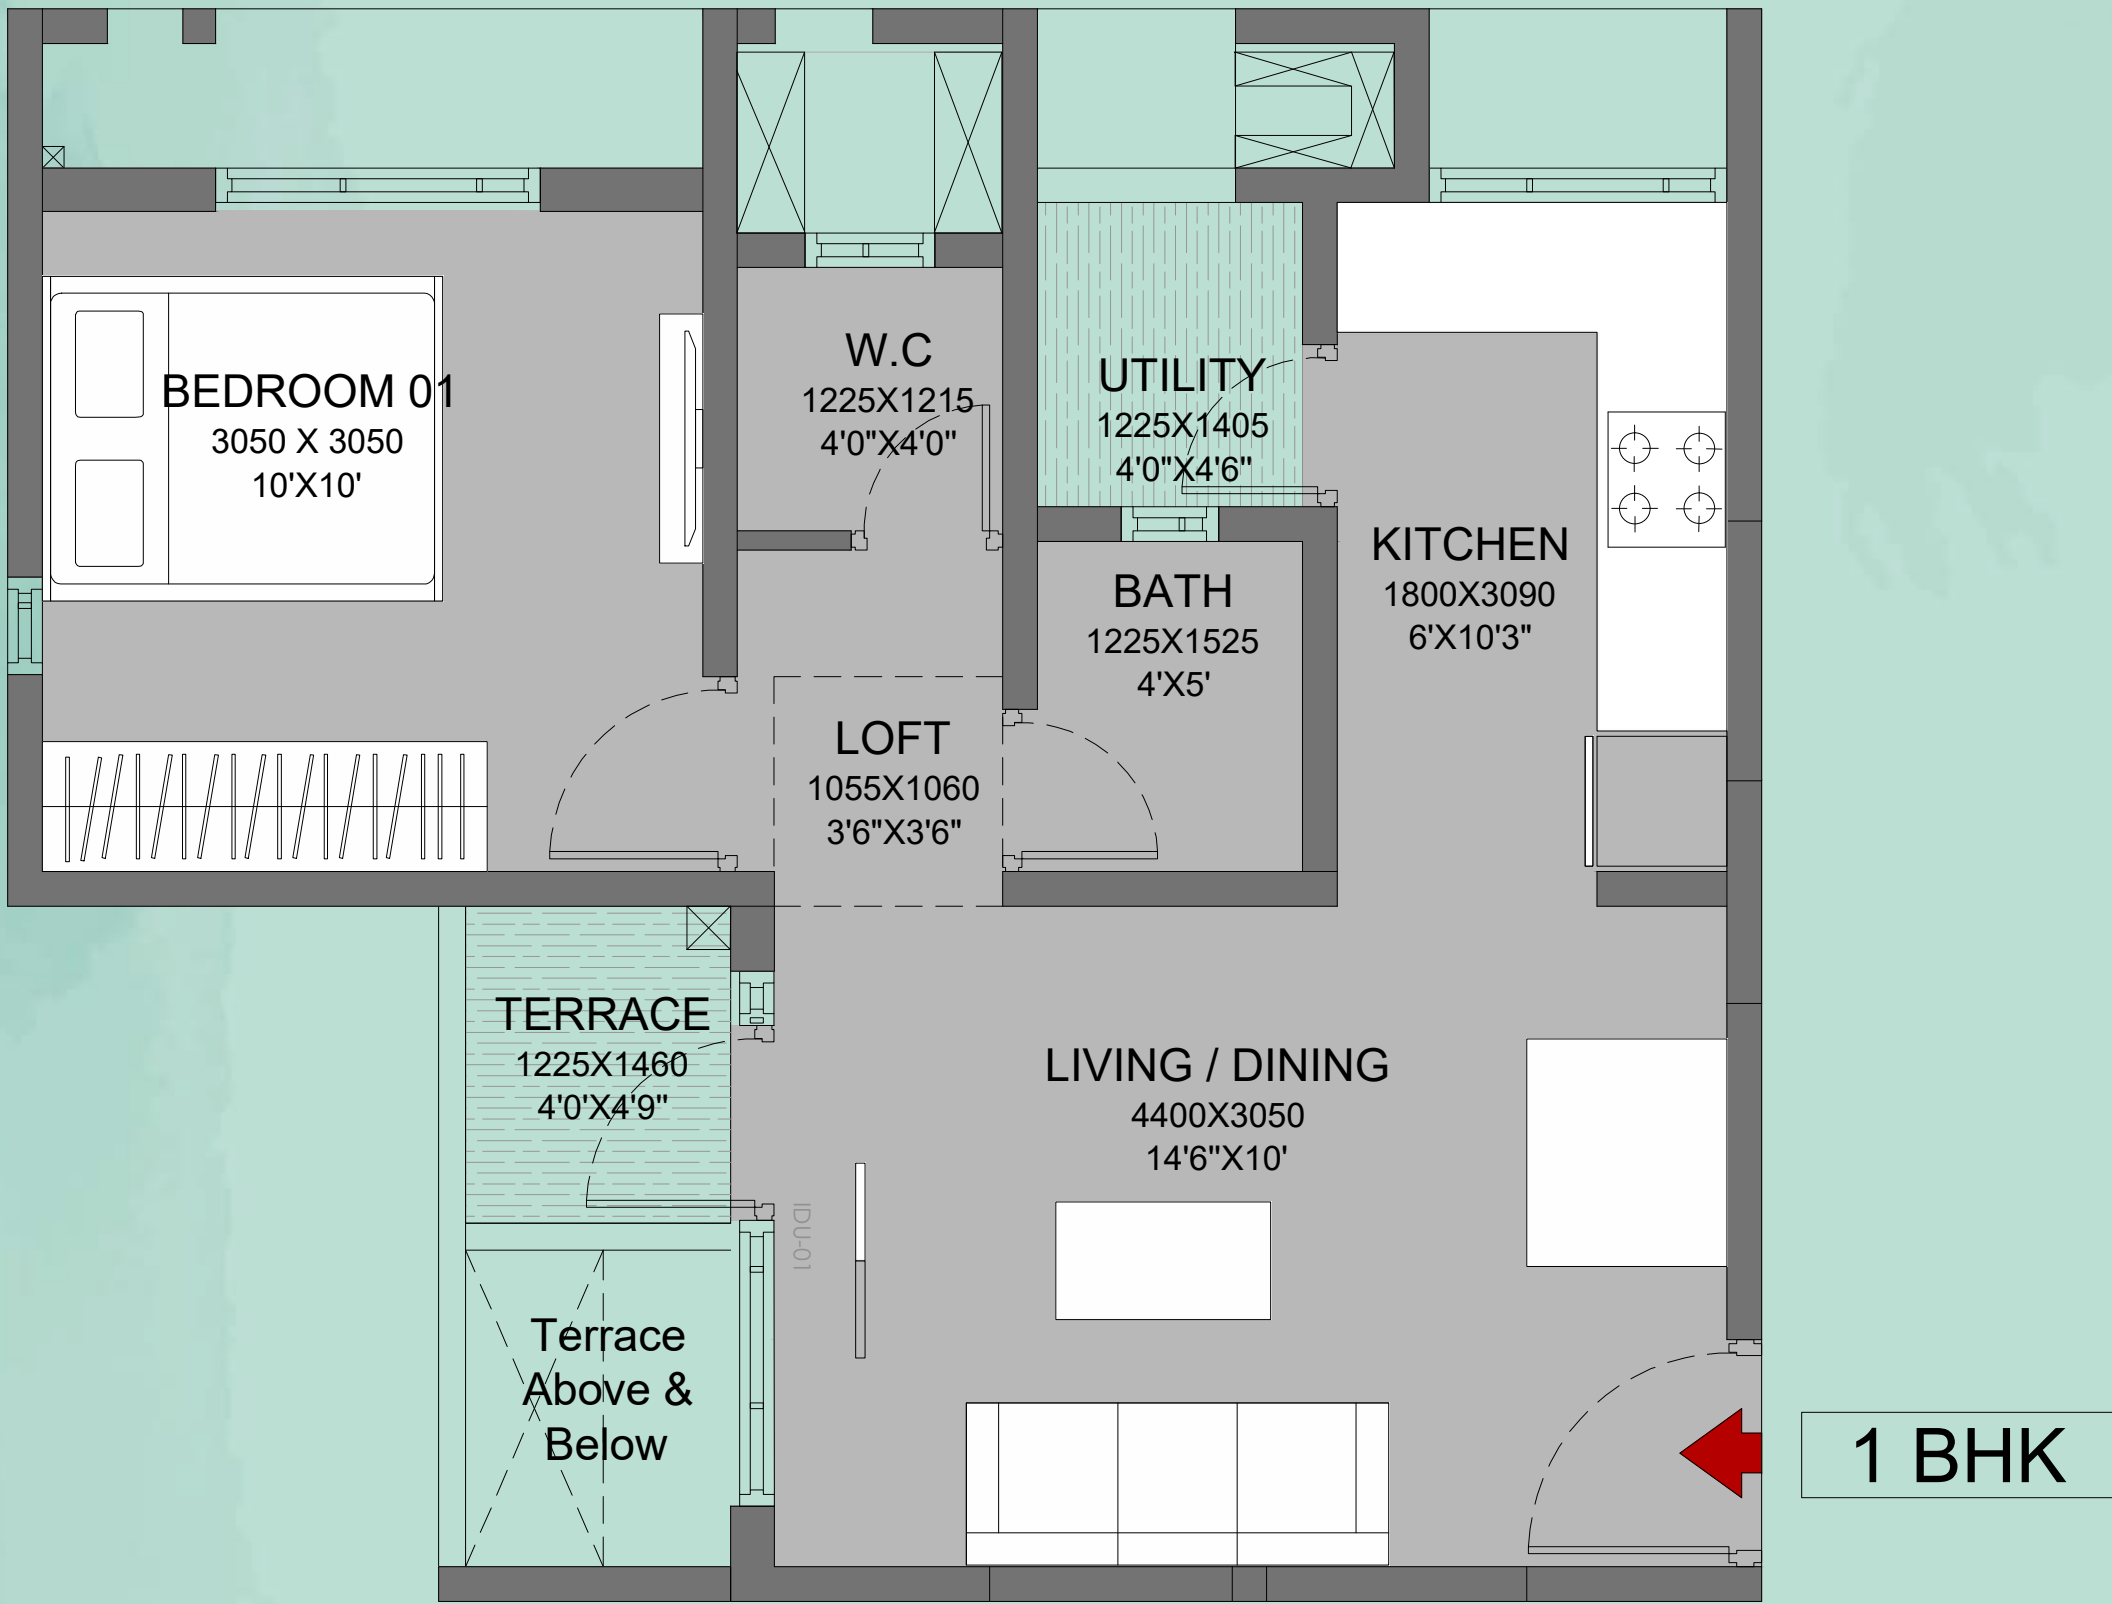 BEDROOM 01
3050 X 3050
10'X10'
W.C
1225X1215
4'0"X4'0"
UTILITY
1225X1405
4'0"X4'6"
KITCHEN
1800X3090
6'X10'3"
BATH
1225X1525
4'X5'
LOFT
1055X1060
3'6"X3'6"
TERRACE
1225X1460
4'0'X4'9"
LIVING / DINING
4400X3050
14'6"X10'
IDU-01
Terrace
Above &
Below
1 BHK